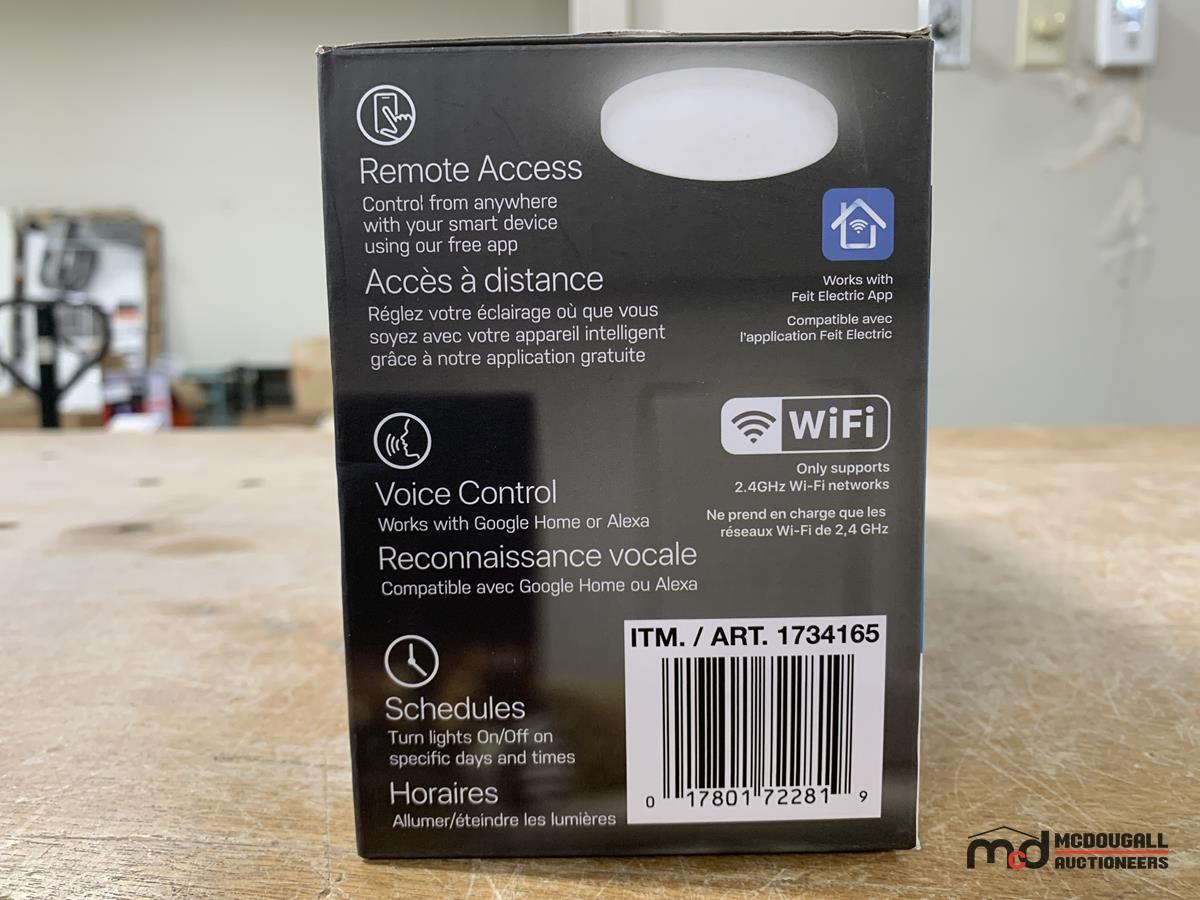 Remote Access
Control from anywhere
with your smart device
using our free app
Accès à distance
Réglez votre éclairage où que vous
soyez avec votre appareil intelligent
grâce à notre application gratuite
Works with
Feit Electric App
Compatible avec
l'application Feit Electric
Voice Control
Works with Google Home or Alexa
Reconnaissance vocale
Compatible avec Google Home ou Alexa
WiFi
Only supports
2.4GHz Wi-Fi networks
Ne prend en charge que les
réseaux Wi-Fi de 2,4 GHz
Schedules
Turn lights On/Off on
specific days and times
Horaires
Allumer/éteindre les lumières
ITM. / ART. 1734165
0 17801 72281 9
mcd MCDOUGALL
AUCTIONEERS